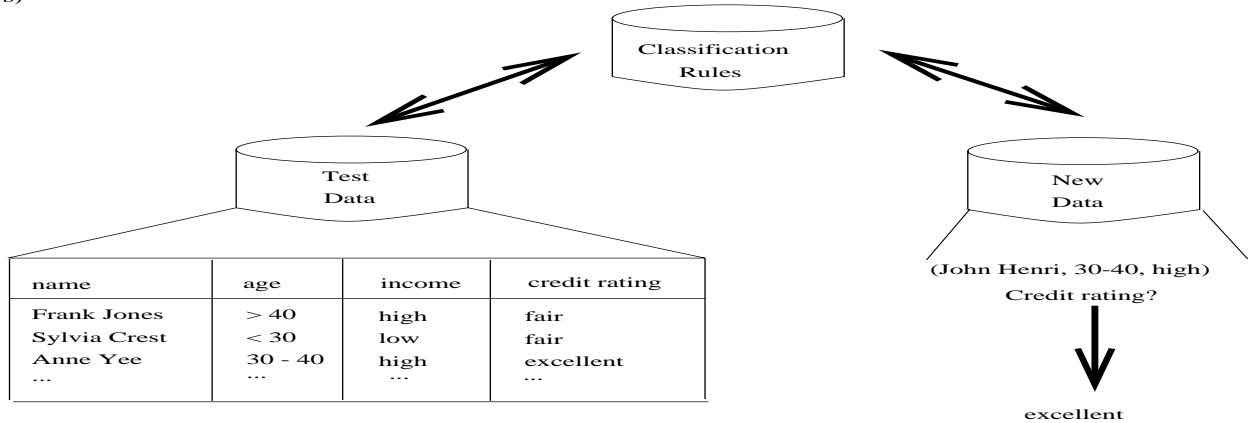 Classification
Rules
Test
Data
name age income credit rating
Frank Jones > 40 high fair
Sylvia Crest < 30 low fair
Anne Yee 30 - 40 high excellent
... ... ... ...
New
Data
(John Henri, 30-40, high)
Credit rating?
excellent